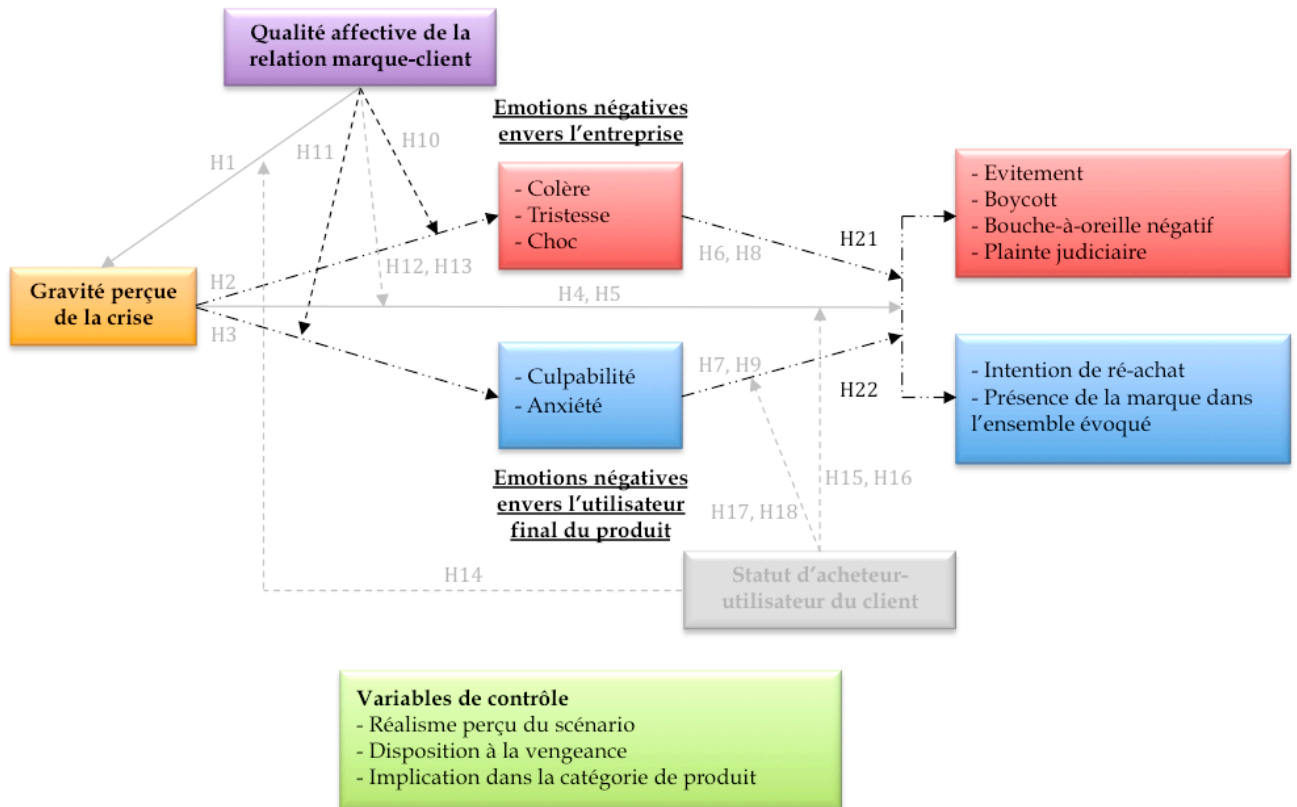 Qualité affective de la
relation marque-client
Emotions négatives
envers l'entreprise
H1
H11
H10
- Colère
- Tristesse
- Choc
- Evitement
- Boycott
- Bouche-à-oreille négatif
- Plainte judiciaire
H21
H6, H8
H12, H13
H2
Gravité perçue
de la crise
H4, H5
H3
- Culpabilité
- Anxiété
H7, H9
H22
- Intention de ré-achat
- Présence de la marque dans
l'ensemble évoqué
Emotions négatives
envers l'utilisateur
final du produit
H15, H16
H17, H18
H14
Statut d'acheteur-
utilisateur du client
Variables de contrôle
- Réalisme perçu du scénario
- Disposition à la vengeance
- Implication dans la catégorie de produit